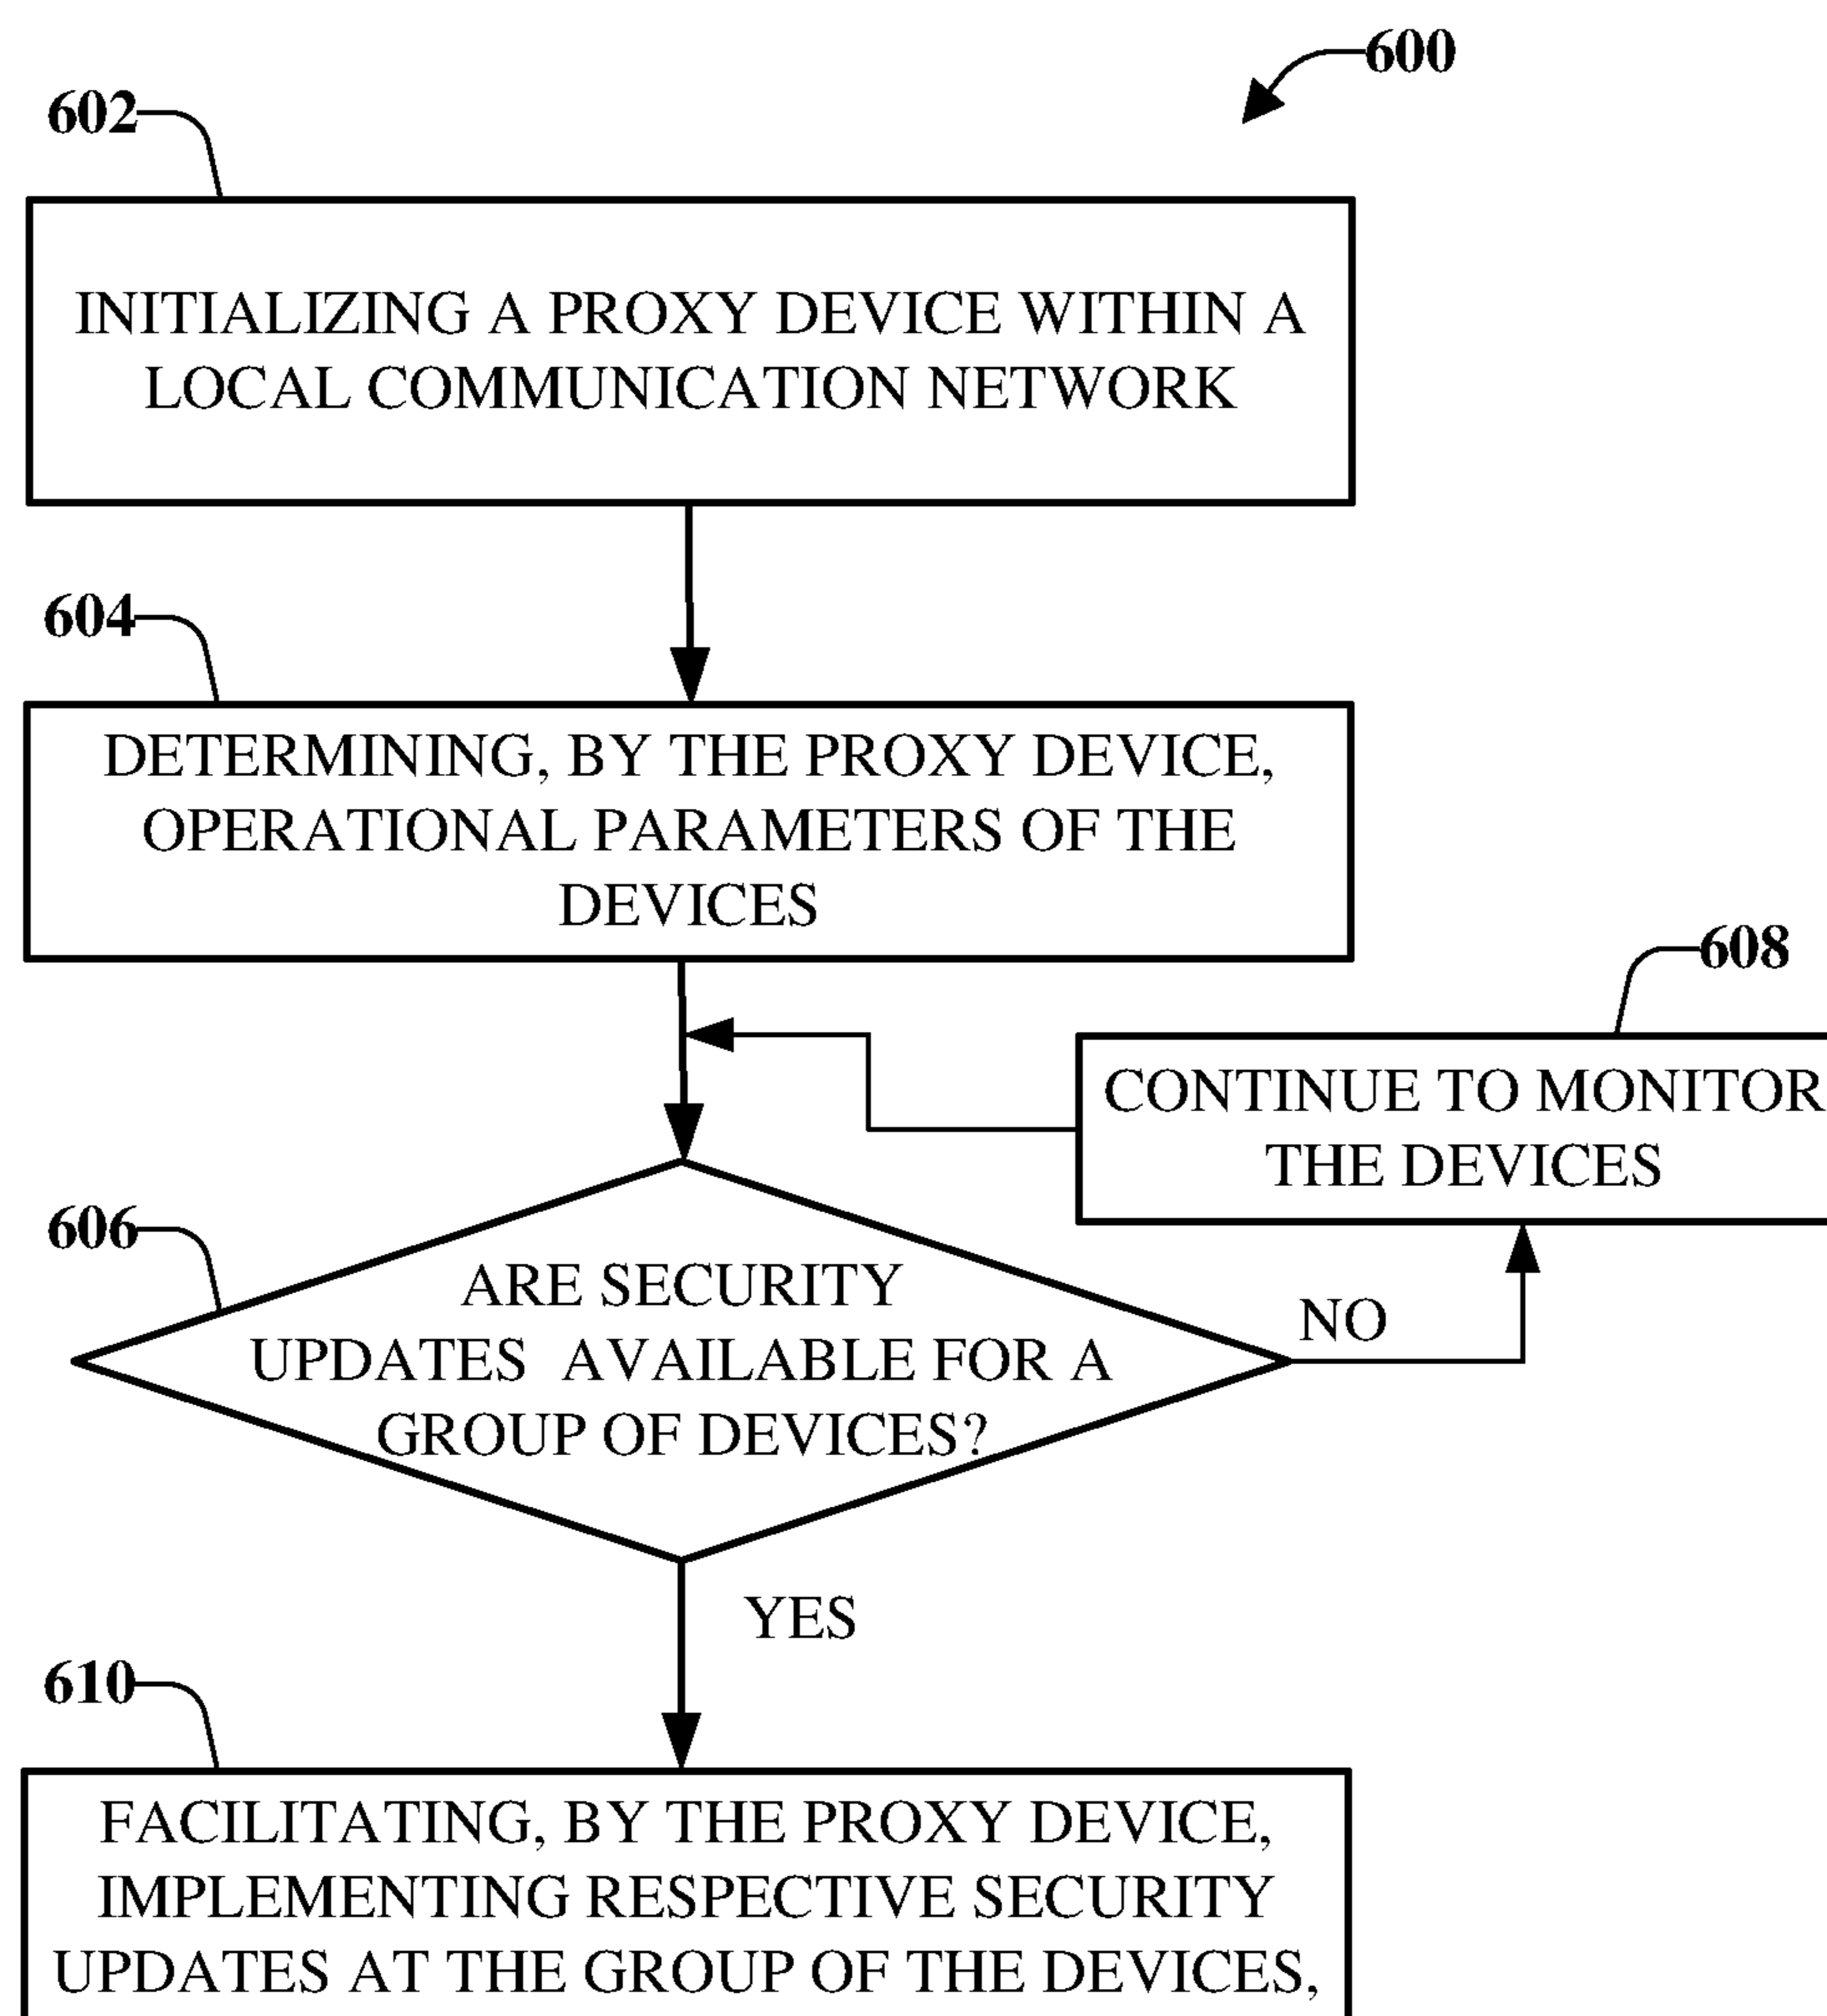 600
602
INITIALIZING A PROXY DEVICE WITHIN A
LOCAL COMMUNICATION NETWORK
604
DETERMINING, BY THE PROXY DEVICE,
OPERATIONAL PARAMETERS OF THE
DEVICES
608
CONTINUE TO MONITOR
THE DEVICES
606
ARE SECURITY
UPDATES AVAILABLE FOR A
GROUP OF DEVICES?
NO
YES
610
FACILITATING, BY THE PROXY DEVICE,
IMPLEMENTING RESPECTIVE SECURITY
UPDATES AT THE GROUP OF THE DEVICES,